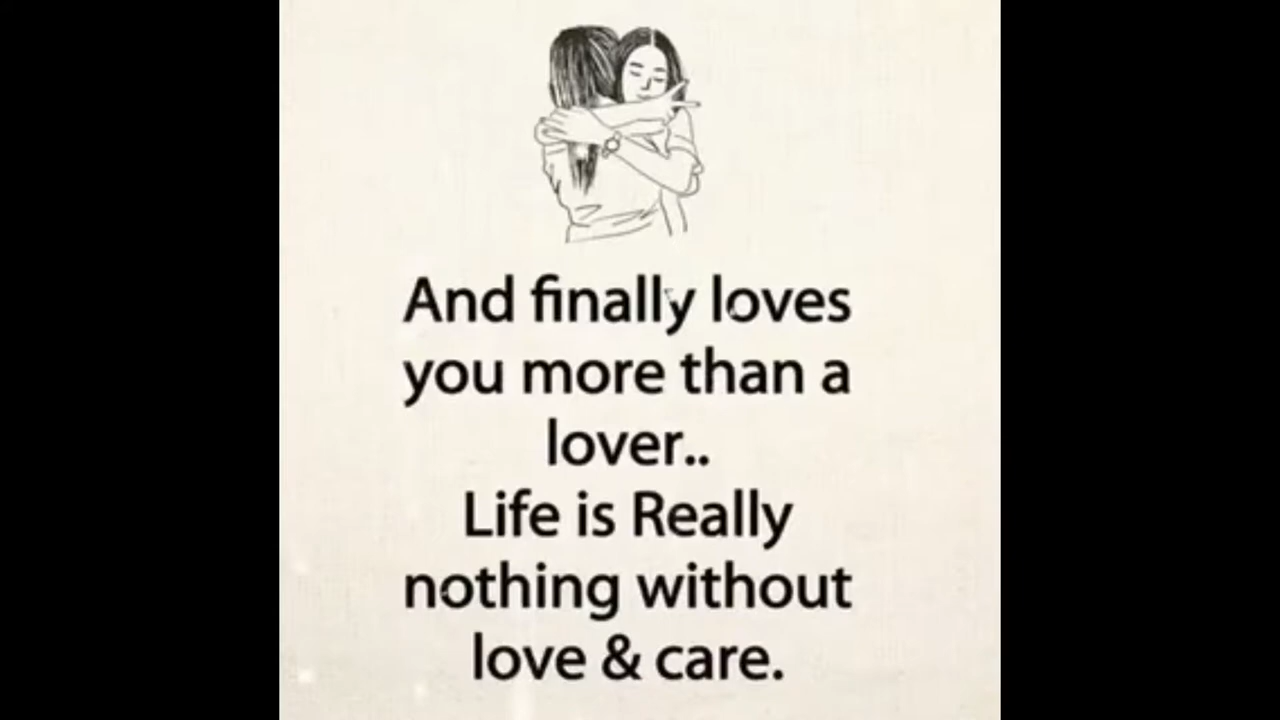 And finally loves
you more than a
lover..
Life is Really
nothing without
love & care.